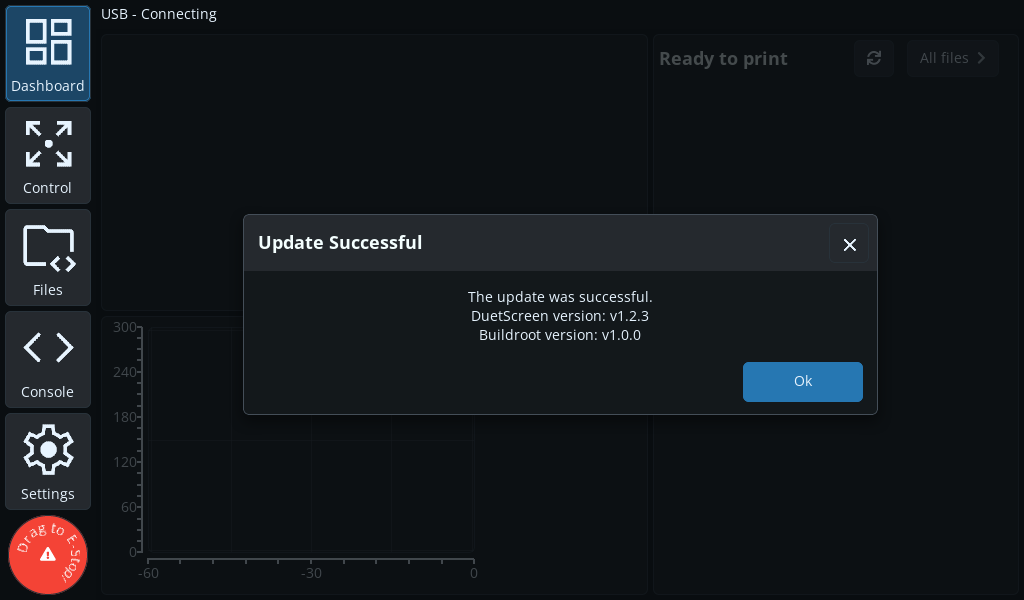 USB - Connecting
Dashboard
Control
Files
Console
Settings
Drag to E-Stop!
Ready to print
All files
Update Successful
The update was successful.
DuetScreen version: v1.2.3
Buildroot version: v1.0.0
Ok
300
240
180
120
60
0
-60
-30
0